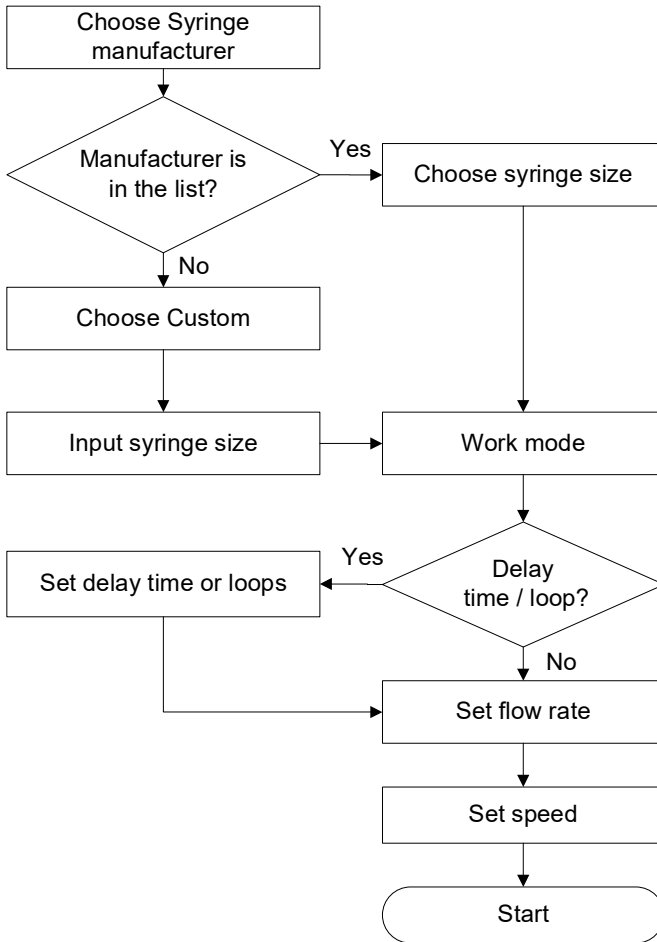 Choose Syringe
manufacturer
Manufacturer is
in the list?
Yes
Choose syringe size
No
Choose Custom
Input syringe size
Work mode
Delay
time / loop?
Yes
Set delay time or loops
No
Set flow rate
Set speed
Start